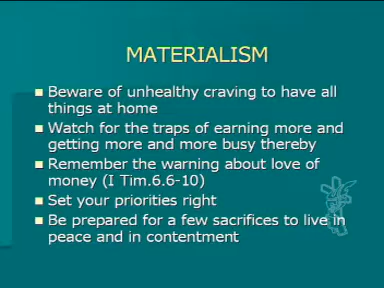 MATERIALISM
Beware of unhealthy craving to have all
things at home
Watch for the traps of earning more and
getting more and more busy thereby
Remember the warning about love of
money (I Tim.6.6-10)
Set your priorities right
Be prepared for a few sacrifices to live in
peace and in contentment